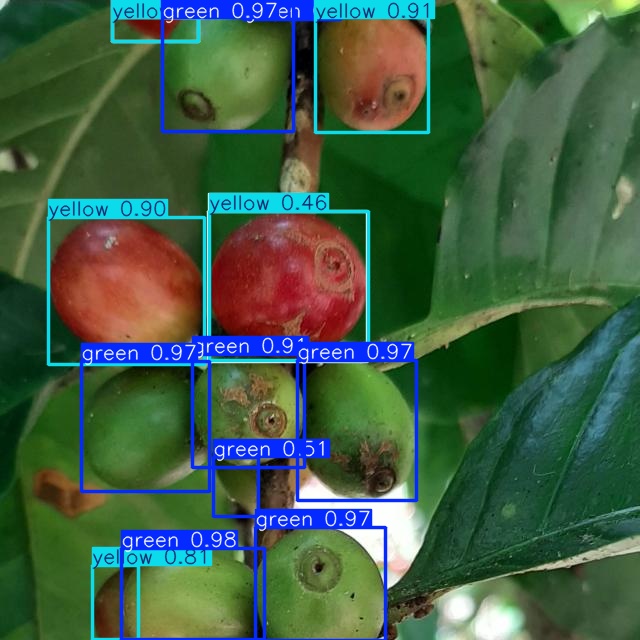 green 0.97
yellow 0.91
yellow 0.90
yellow 0.46
green 0.97
green 0.91
green 0.97
green 0.51
green 0.97
green 0.98
yellow 0.81